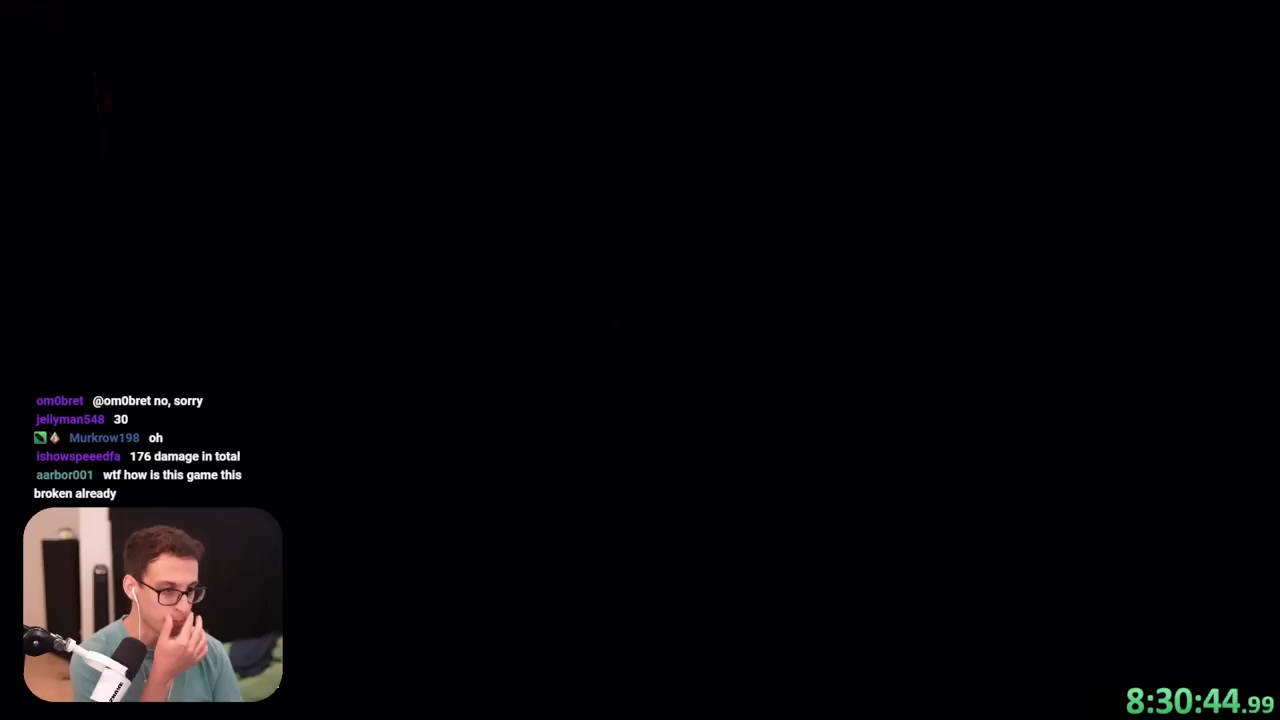 om0bret @om0bret no, sorry
jellyman548 30
Murkrow198 oh
ishowspeeedfa 176 damage in total
aarbor001 wtf how is this game this
broken already
8:30:44.99